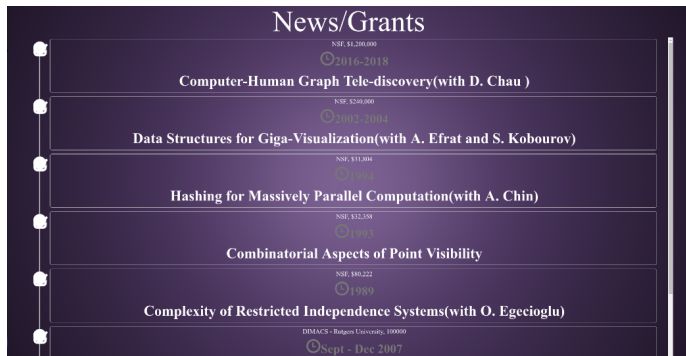 News/Grants
NSF, $1,200,000
2016-2018
Computer-Human Graph Tele-discovery(with D. Chau )
NSF, $240,000
2002-2004
Data Structures for Giga-Visualization(with A. Efrat and S. Kobourov)
NSF, $31,804
1994
Hashing for Massively Parallel Computation(with A. Chin)
NSF, $32,358
1993
Combinatorial Aspects of Point Visibility
NSF, $80,222
1989
Complexity of Restricted Independence Systems(with O. Egecioglu)
DIMACS - Rutgers University, 100000
Sept - Dec 2007